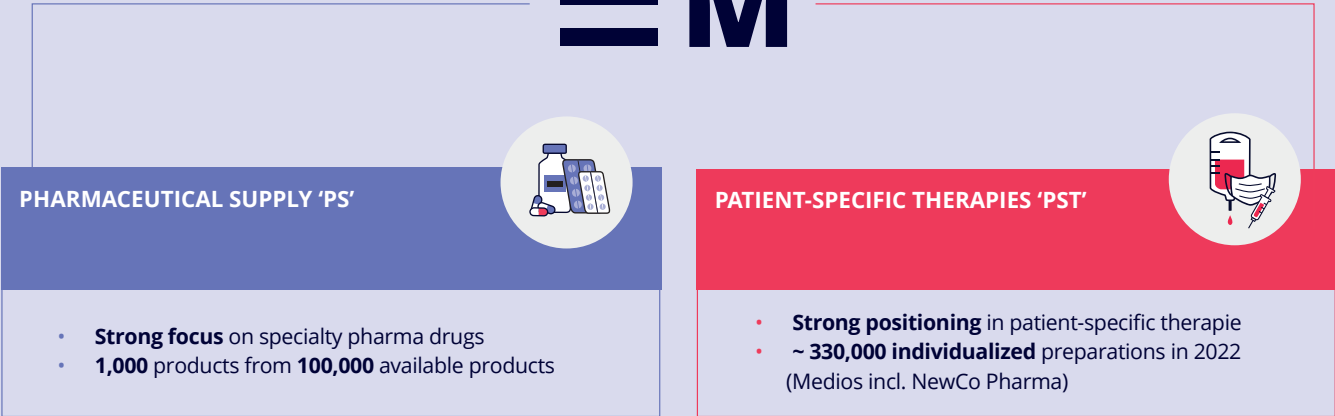 M
PHARMACEUTICAL SUPPLY ‘PS’
• Strong focus on specialty pharma drugs
• 1,000 products from 100,000 available products
PATIENT-SPECIFIC THERAPIES ‘PST’
• Strong positioning in patient-specific therapie
• ~ 330,000 individualized preparations in 2022
(Medios incl. NewCo Pharma)